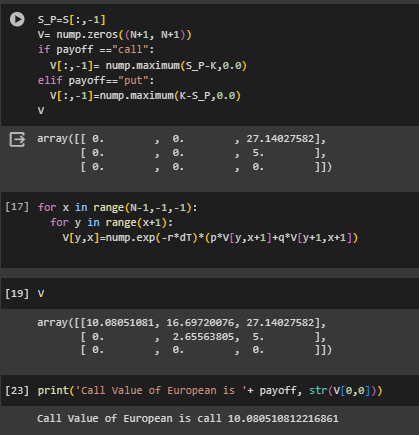 S_P=S[:,-1]
V= nump.zeros((N+1, N+1))
if payoff =="call":
  V[:,-1]= nump.maximum(S_P-K,0.0)
elif payoff=="put":
  V[:,-1]=nump.maximum(K-S_P,0.0)
V
array([[ 0.        ,  0.        , 27.14027582],
       [ 0.        ,  0.        ,  5.        ],
       [ 0.        ,  0.        ,  0.        ]])
[17] for x in range(N-1,-1,-1):
  for y in range(x+1):
    V[y,x]=nump.exp(-r*dT)*(p*V[y,x+1]+q*V[y+1,x+1])
[19] V
array([[10.08051081, 16.69720076, 27.14027582],
       [ 0.        ,  2.65563805,  5.        ],
       [ 0.        ,  0.        ,  0.        ]])
[23] print('Call Value of European is '+ payoff, str(V[0,0]))
Call Value of European is call 10.080510812216861